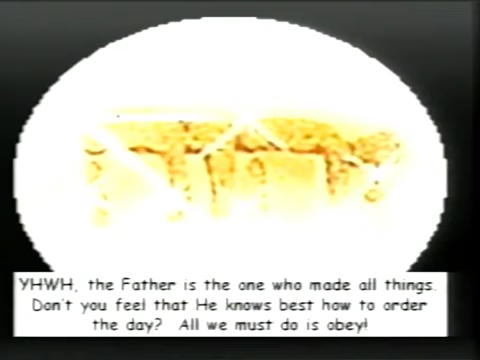 YHWH, the Father is the one who made all things.
Don't you feel that He knows best how to order
the day?  All we must do is obey!